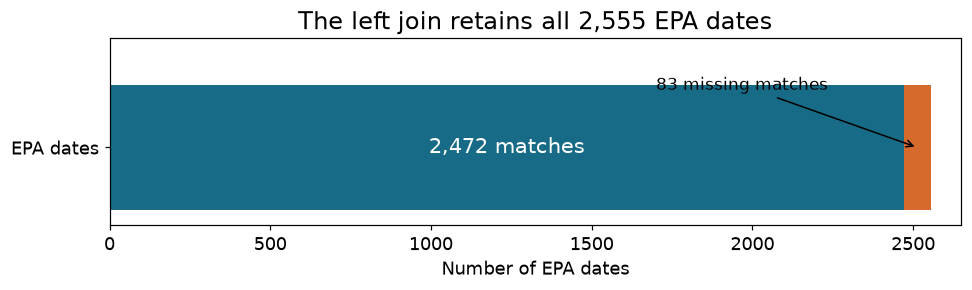 The left join retains all 2,555 EPA dates
83 missing matches
EPA dates
2,472 matches
0 500 1000 1500 2000 2500
Number of EPA dates